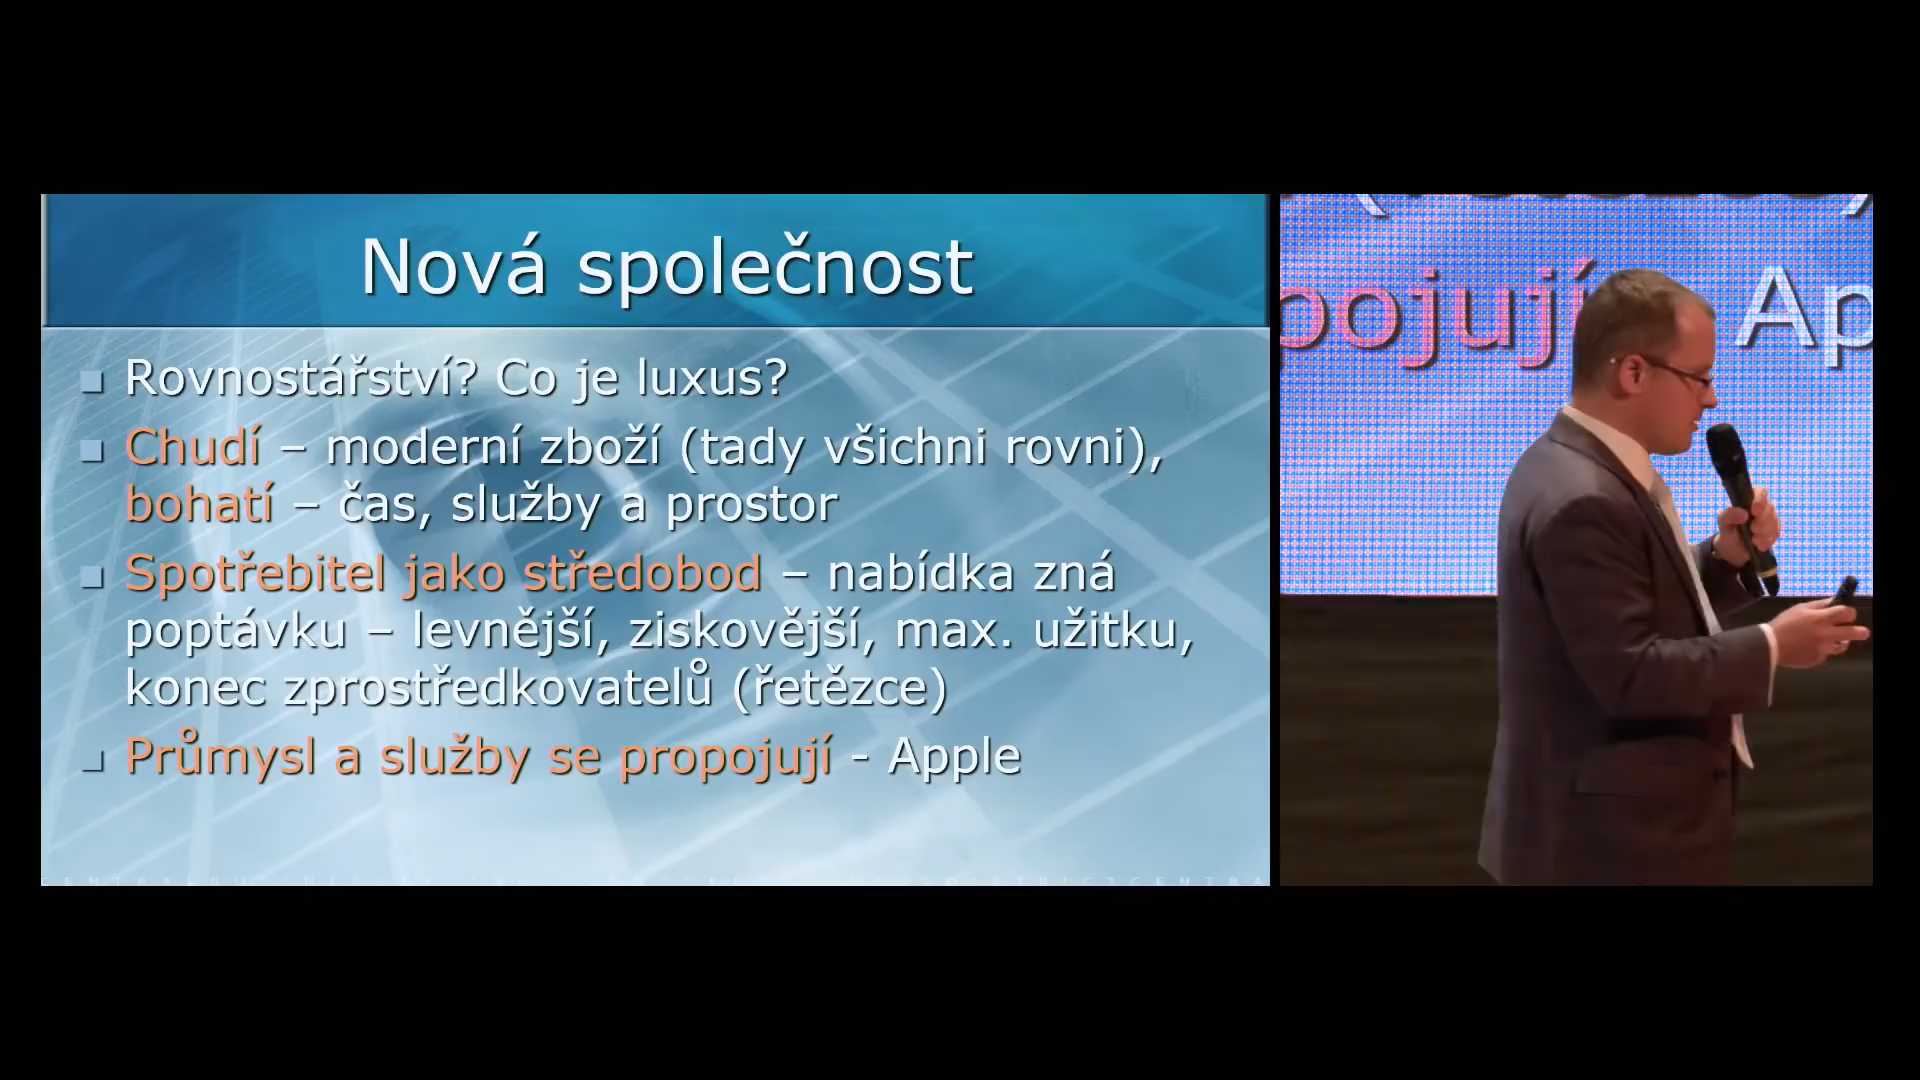 Nová společnost
Rovnostářství? Co je luxus?
Chudí – moderní zboží (tady všichni rovni),
bohatí – čas, služby a prostor
Spotřebitel jako středobod – nabídka zná
poptávku – levnější, ziskovější, max. užitku,
konec zprostředkovatelů (řetězce)
Průmysl a služby se propojují - Apple
pojují Ap